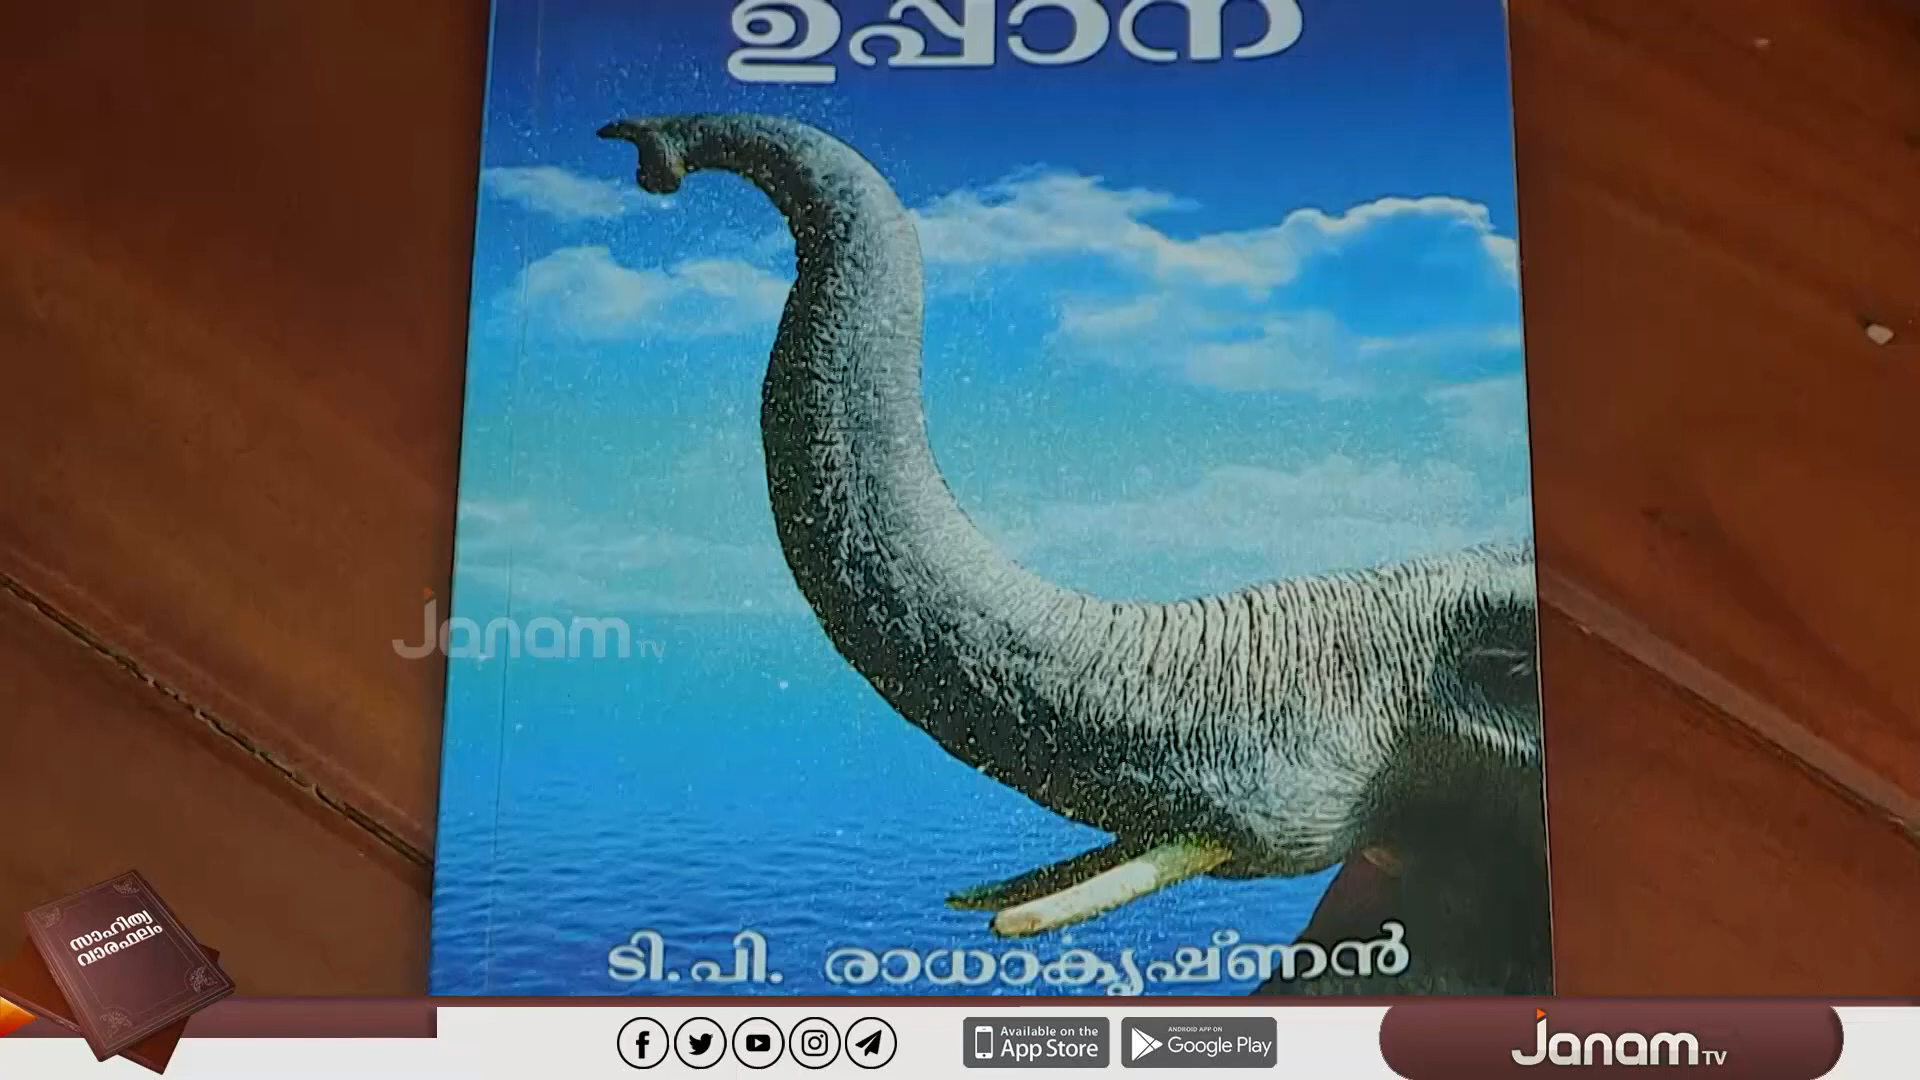 ഉപ്പാന
Janam TV
ടി. പി. രാധാകൃഷ്ണൻ
സാഹിത്യ
വാരഫലം
Available on the
App Store
ANDROID APP ON
Google Play
Janam TV